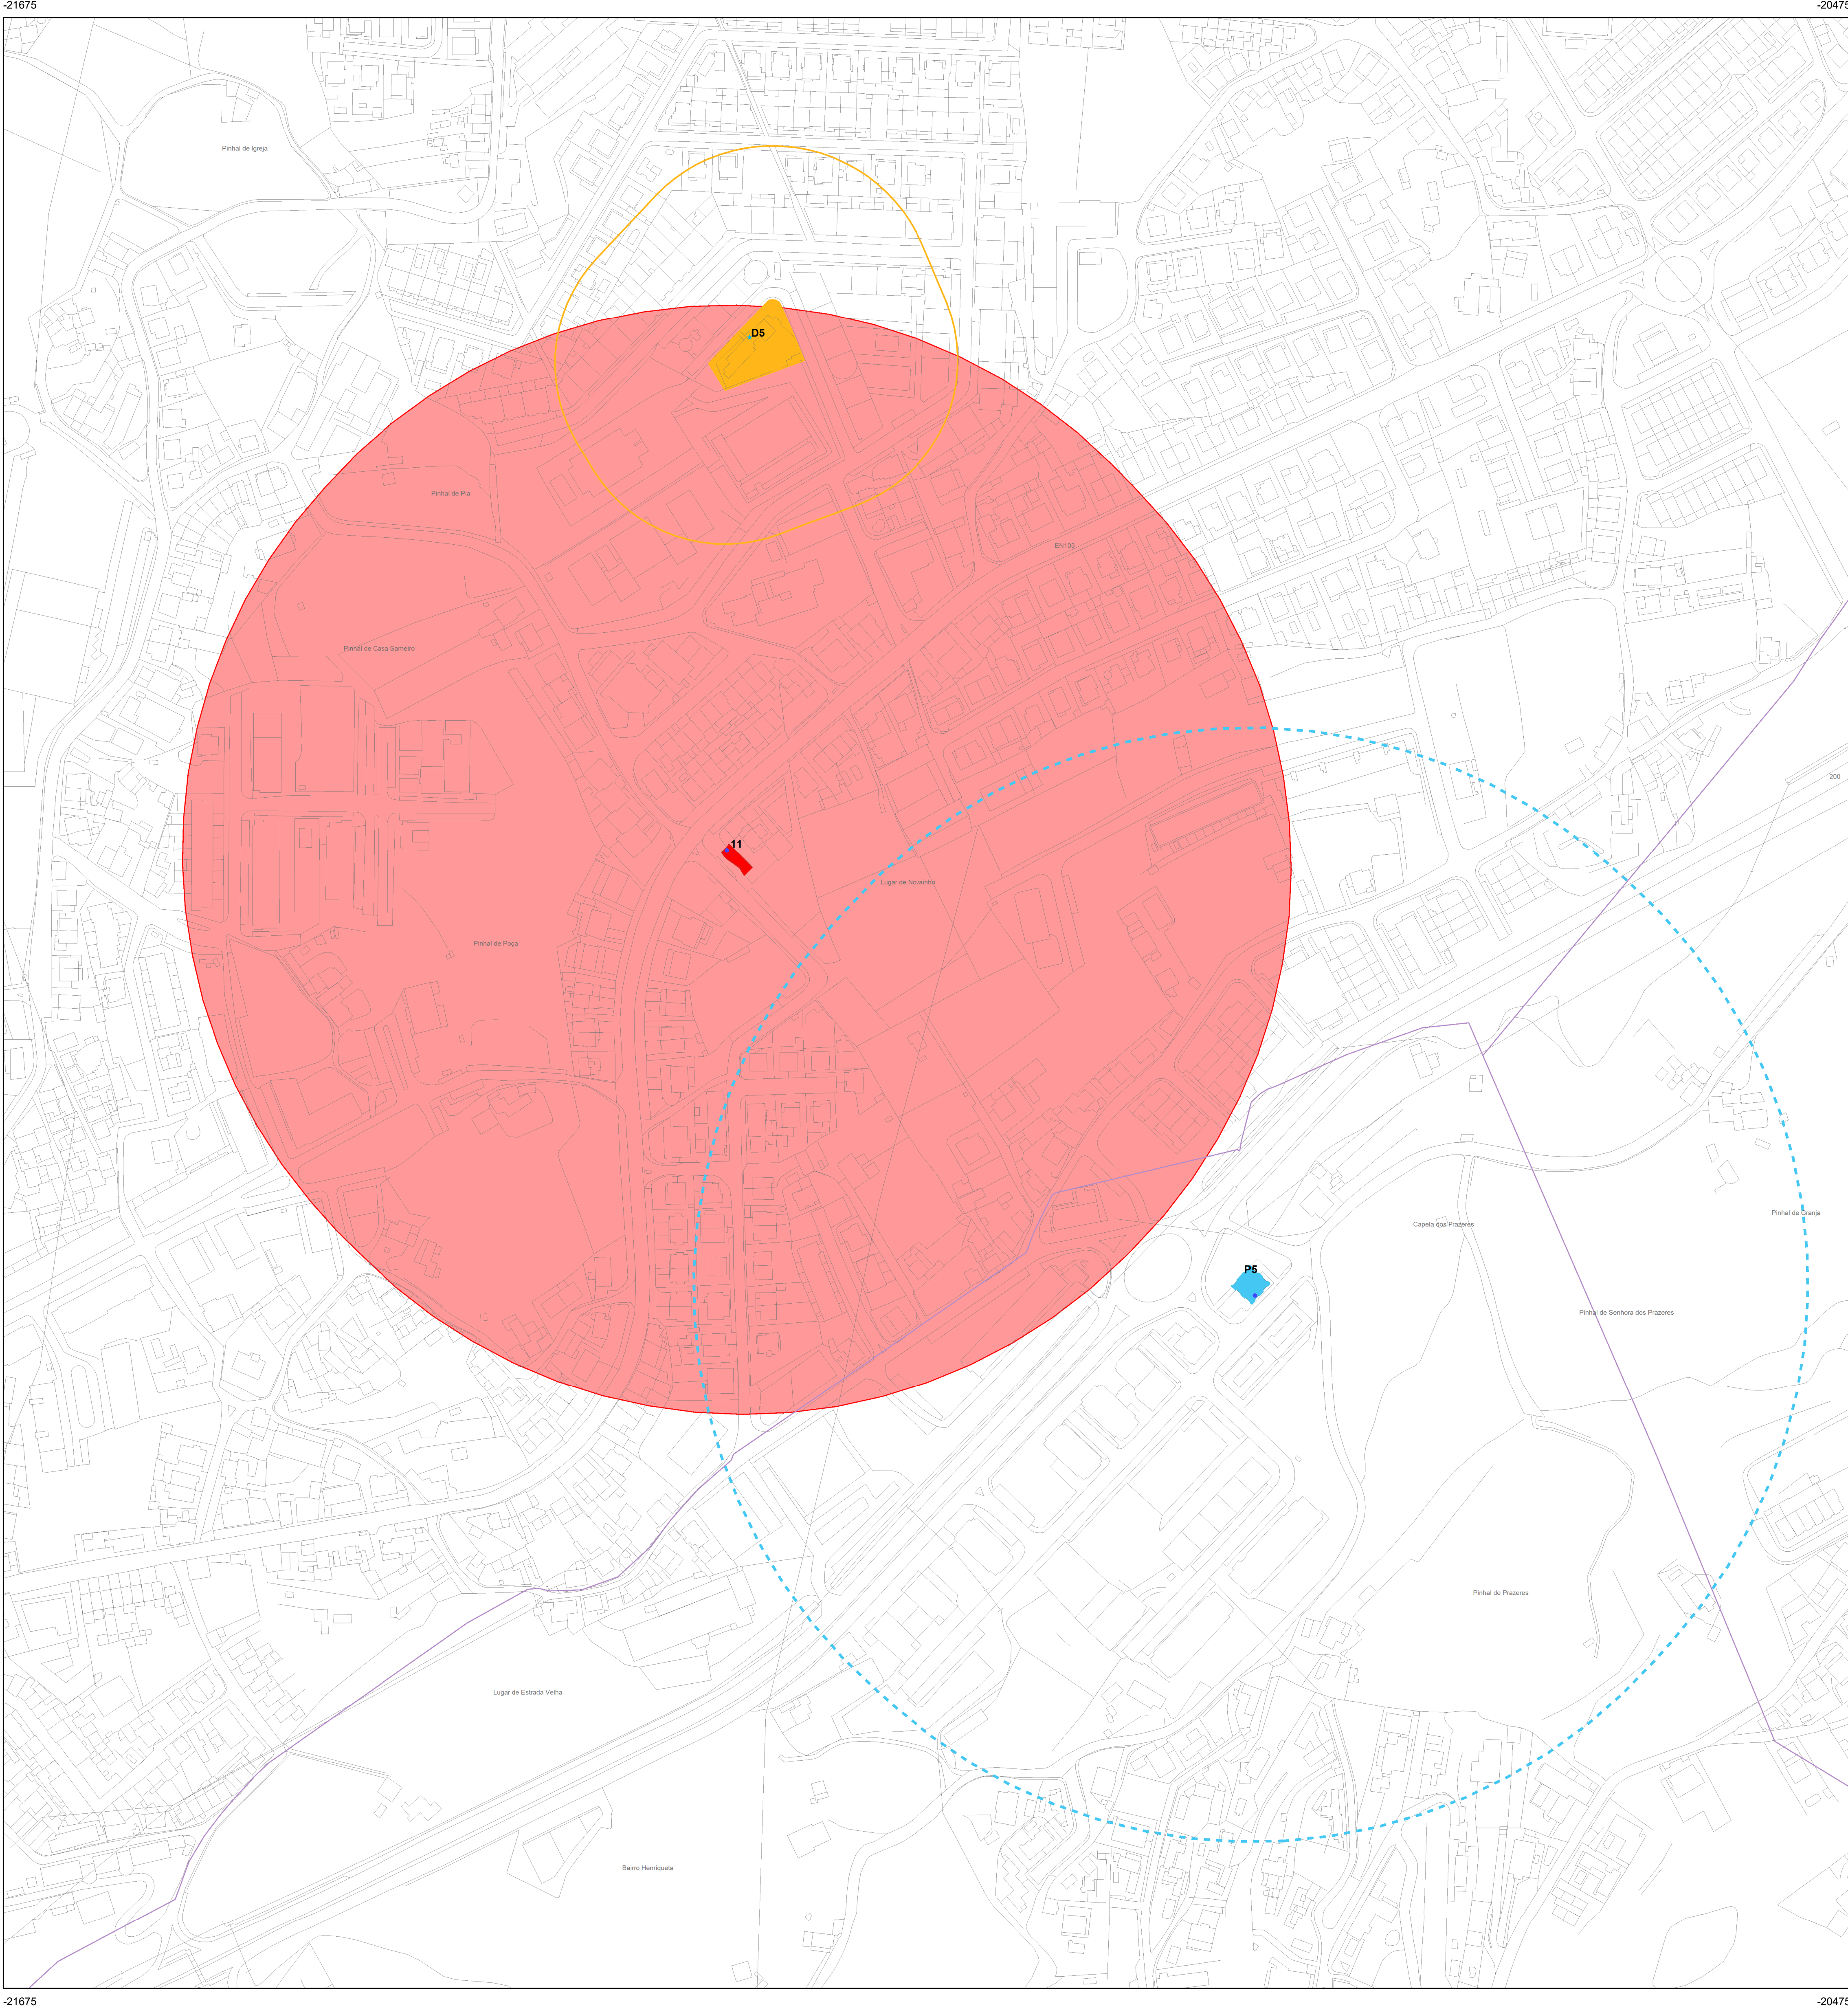 -21675
-20475
Pinhal de Igreja
D5
Pinhal de Pia
EN103
Pinhal de Casa Sameiro
200
11
Lugar de Novainho
Pinhal de Poça
Pinhal de Granja
Capela dos Prazeres
P5
Pinhal de Senhora dos Prazeres
Pinhal de Prazeres
Lugar de Estrada Velha
Bairro Henriqueta
-21675
-20475